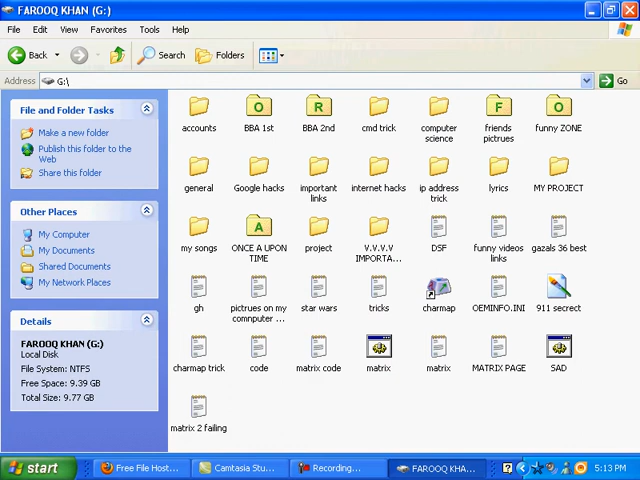 FAROOQ KHAN (G:)
File Edit View Favorites Tools Help
Back Search Folders
Address G:\ Go
File and Folder Tasks
Make a new folder
Publish this folder to the
Web
Share this folder
Other Places
My Computer
My Documents
Shared Documents
My Network Places
Details
FAROOQ KHAN (G:)
Local Disk
File System: NTFS
Free Space: 9.39 GB
Total Size: 9.77 GB
O R F O
accounts BBA 1st BBA 2nd cmd trick computer science friends pictrues funny ZONE
general Google hacks important links internet hacks ip address trick lyrics MY PROJECT
A
my songs ONCE A UPON TIME project V.V.V.V IMPORTA... DSF funny videos links gazals 36 best
gh pictrues on my comnputer ... star wars tricks charmap OEMINFO.INI 911 secrect
charmap trick code matrix code matrix matrix MATRIX PAGE SAD
matrix 2 failing
start Free File Host... Camtasia Stu... Recording... FAROOQ KHA... 5:13 PM